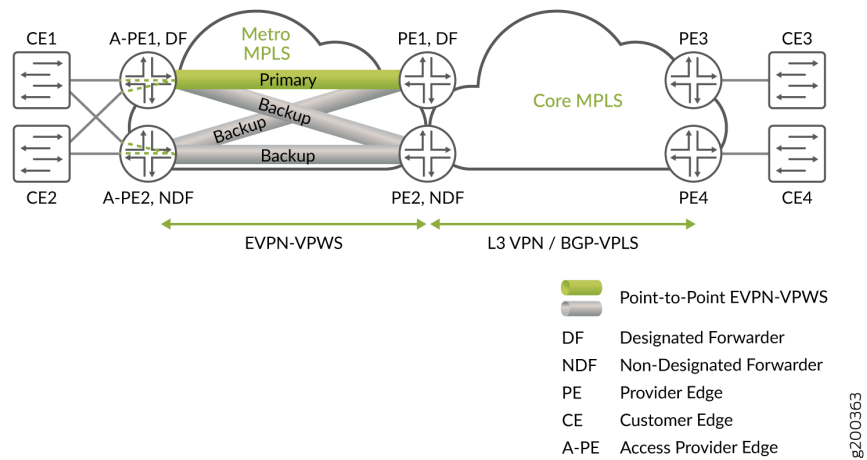 CE1
A-PE1, DF
Metro
MPLS
PE1, DF
PE3
CE3
Primary
Backup
Backup
Backup
Core MPLS
CE2
A-PE2, NDF
PE2, NDF
PE4
CE4
EVPN-VPWS
L3 VPN / BGP-VPLS
Point-to-Point EVPN-VPWS
DF Designated Forwarder
NDF Non-Designated Forwarder
PE Provider Edge
CE Customer Edge
A-PE Access Provider Edge
g200363